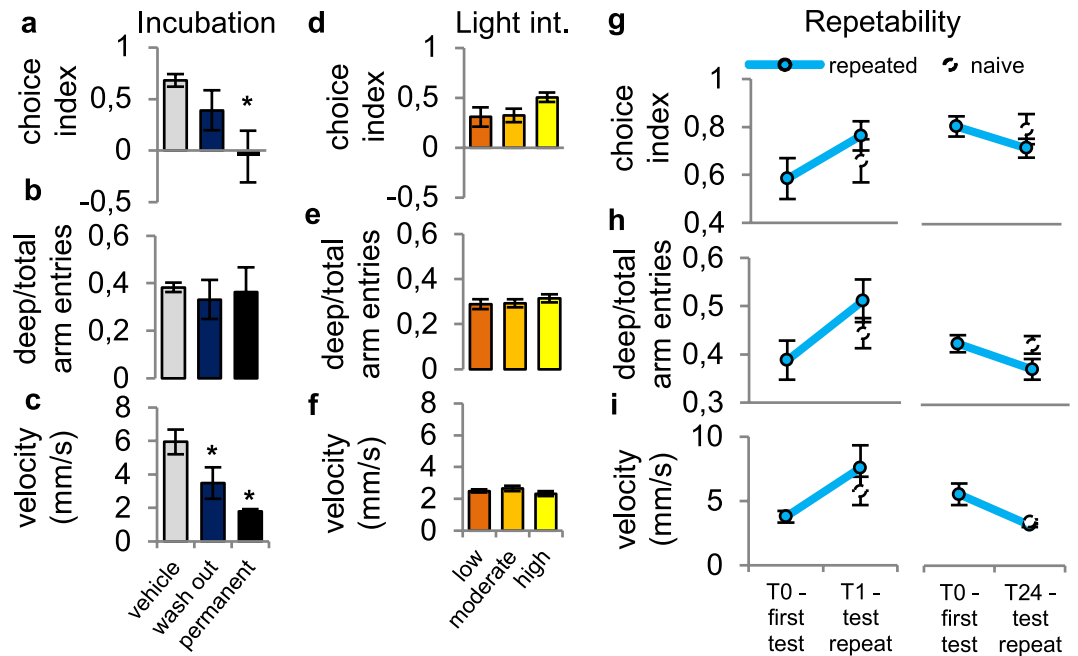 a
Incubation
choice
index
1
0,5
0
-0,5
*
b
deep/total
arm entries
0,6
0,4
0,2
0
c
velocity
(mm/s)
8
6
4
2
0
*
*
vehicle
wash out
permanent
d
Light int.
choice
index
1
0,5
0
-0,5
e
deep/total
arm entries
0,6
0,4
0,2
0
f
velocity
(mm/s)
8
6
4
2
0
low
moderate
high
g
Repetability
repeated
naive
choice
index
1
0,8
0,6
0,4
h
deep/total
arm entries
0,6
0,5
0,4
0,3
i
velocity
(mm/s)
10
5
0
T0 -
first
test
T1 -
test
repeat
T0 -
first
test
T24 -
test
repeat